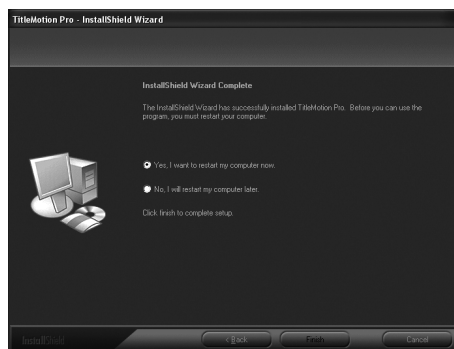 TitleMotion Pro - InstallShield Wizard
InstallShield Wizard Complete
The InstallShield Wizard has successfully installed TitleMotion Pro. Before you can use the
program, you must restart your computer.
Yes, I want to restart my computer now.
No, I will restart my computer later.
Click finish to complete setup.
InstallShield
< Back
Finish
Cancel